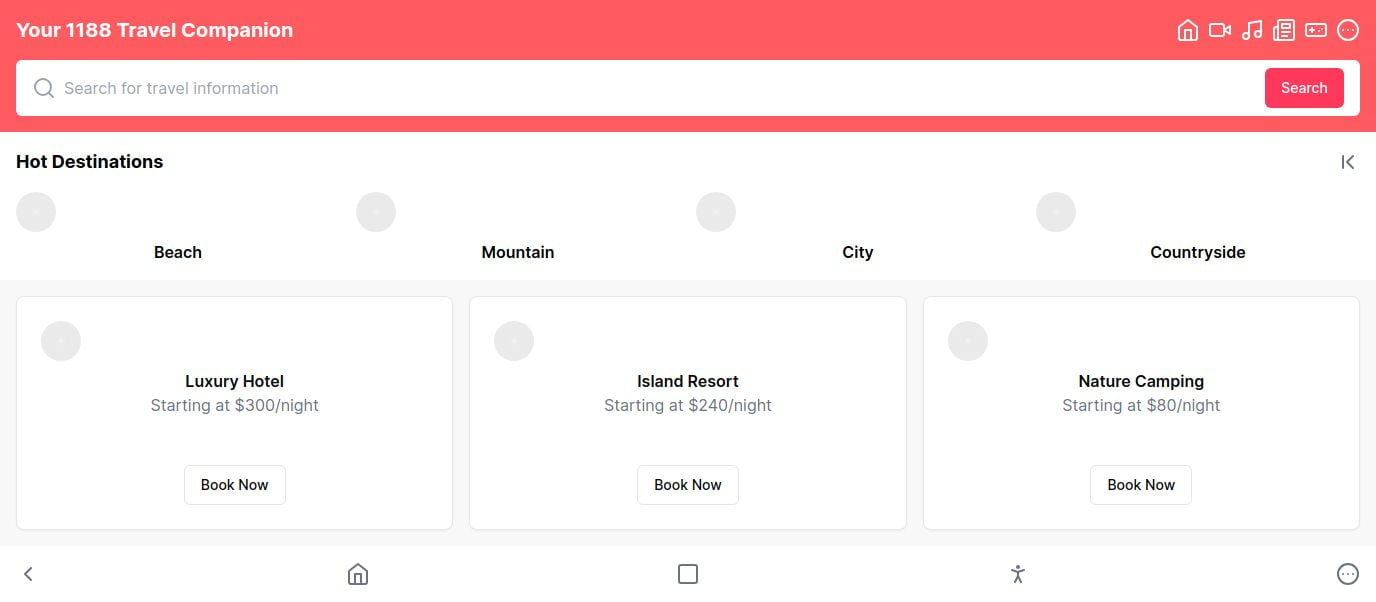 Your 1188 Travel Companion
Search for travel information
Search
Hot Destinations
Beach
Mountain
City
Countryside
Luxury Hotel
Starting at $300/night
Book Now
Island Resort
Starting at $240/night
Book Now
Nature Camping
Starting at $80/night
Book Now